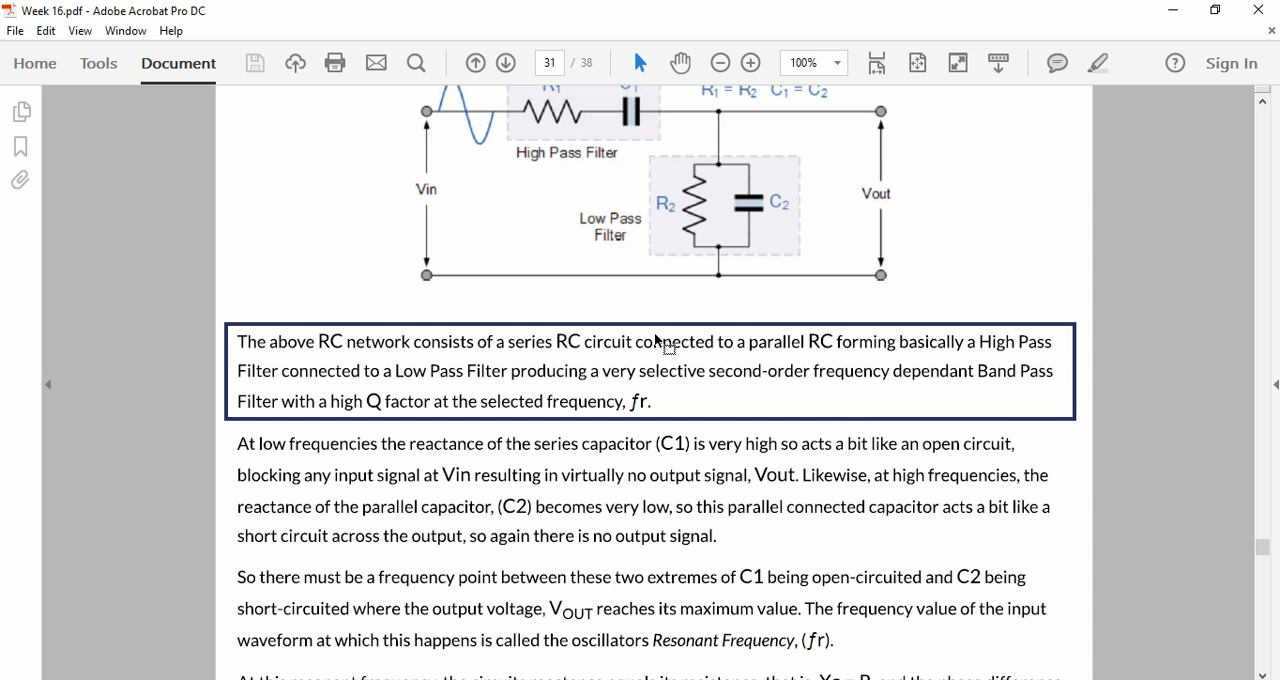 Week 16.pdf - Adobe Acrobat Pro DC
File Edit View Window Help
Home Tools Document 31 / 38 100% Sign In
R1 C1 R1 = R2 C1 = C2
High Pass Filter
Vin
R2 C2
Vout
Low Pass
Filter
The above RC network consists of a series RC circuit connected to a parallel RC forming basically a High Pass
Filter connected to a Low Pass Filter producing a very selective second-order frequency dependant Band Pass
Filter with a high Q factor at the selected frequency, ƒr.
At low frequencies the reactance of the series capacitor (C1) is very high so acts a bit like an open circuit,
blocking any input signal at Vin resulting in virtually no output signal, Vout. Likewise, at high frequencies, the
reactance of the parallel capacitor, (C2) becomes very low, so this parallel connected capacitor acts a bit like a
short circuit across the output, so again there is no output signal.
So there must be a frequency point between these two extremes of C1 being open-circuited and C2 being
short-circuited where the output voltage, VOUT reaches its maximum value. The frequency value of the input
waveform at which this happens is called the oscillators Resonant Frequency, (ƒr).